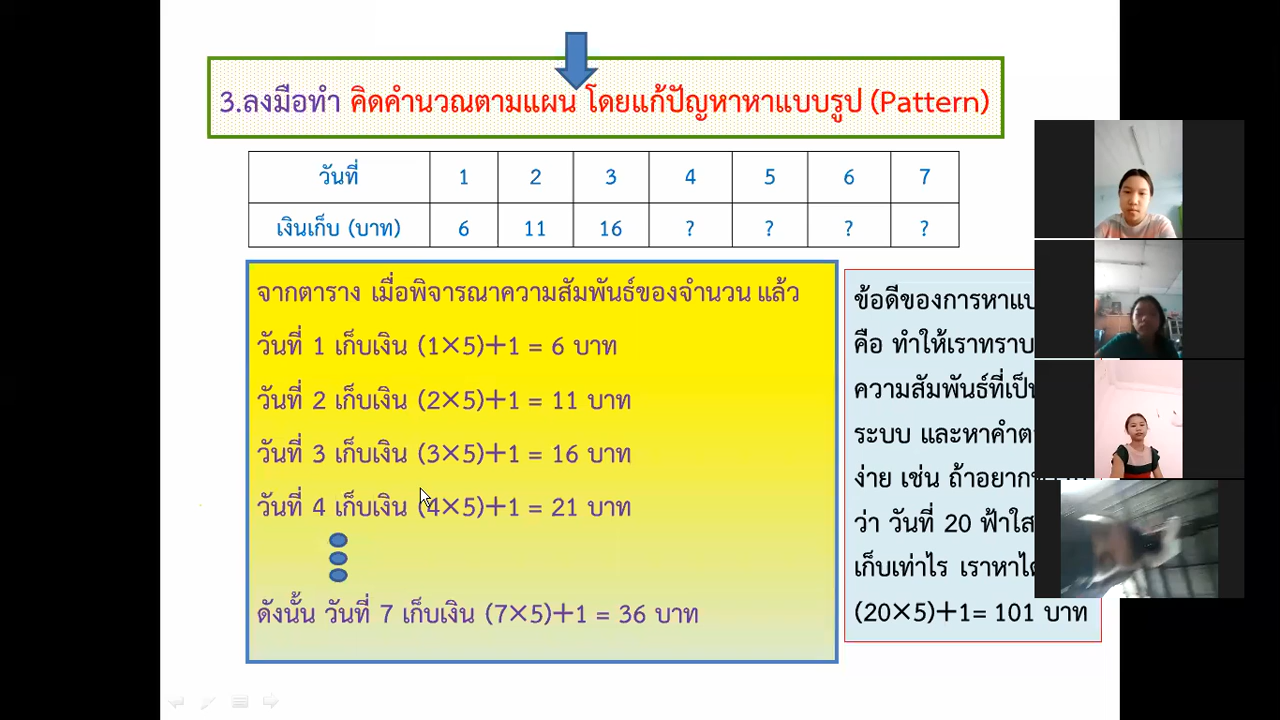 3.ลงมือทำ คิดคำนวณตามแผน โดยแก้ปัญหาหาแบบรูป (Pattern)
วันที่ 1 2 3 4 5 6 7
เงินเก็บ (บาท) 6 11 16 ? ? ? ?
จากตาราง เมื่อพิจารณาความสัมพันธ์ของจำนวน แล้ว
วันที่ 1 เก็บเงิน (1×5)+1 = 6 บาท
วันที่ 2 เก็บเงิน (2×5)+1 = 11 บาท
วันที่ 3 เก็บเงิน (3×5)+1 = 16 บาท
วันที่ 4 เก็บเงิน (4×5)+1 = 21 บาท
ดังนั้น วันที่ 7 เก็บเงิน (7×5)+1 = 36 บาท
ข้อดีของการหาแบ
คือ ทำให้เราทราบ
ความสัมพันธ์ที่เป็น
ระบบ และหาคำต
ง่าย เช่น ถ้าอยาก
ว่า วันที่ 20 ฟ้าใส
เก็บเท่าไร เราหาได้
(20×5)+1= 101 บาท